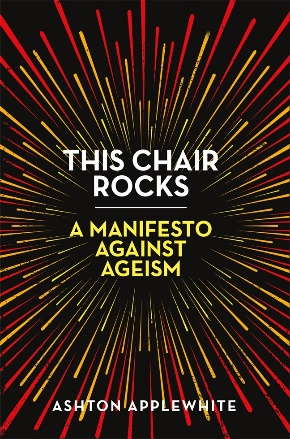 THIS CHAIR
ROCKS
A MANIFESTO
AGAINST
AGEISM
ASHTON APPLEWHITE